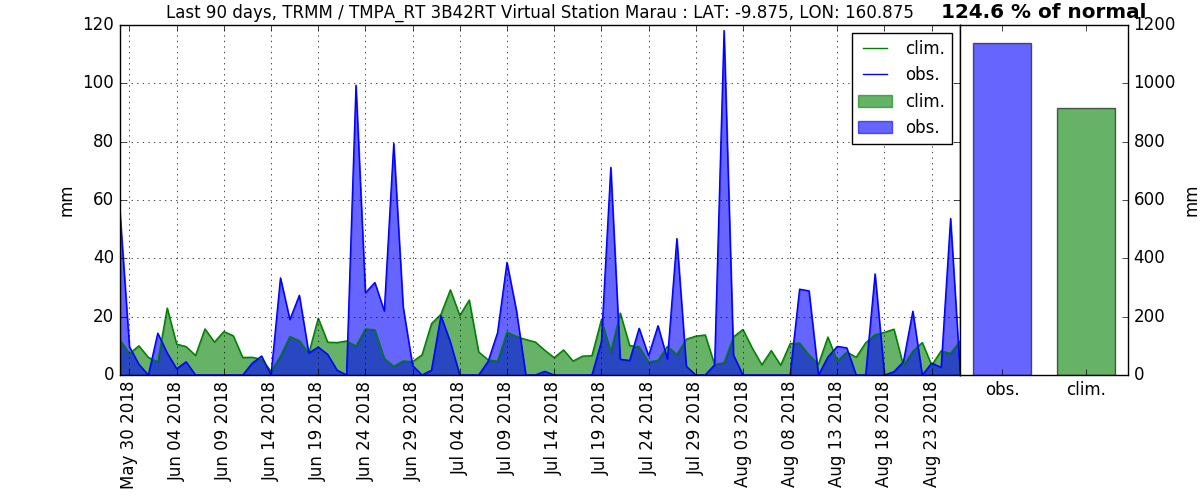 Last 90 days, TRMM / TMPA_RT 3B42RT Virtual Station Marau : LAT: -9.875, LON: 160.875
124.6 % of normal
120
100
80
60
40
20
0
mm
clim.
obs.
clim.
obs.
1200
1000
800
600
400
200
0
mm
obs.
clim.
May 30 2018
Jun 04 2018
Jun 09 2018
Jun 14 2018
Jun 19 2018
Jun 24 2018
Jun 29 2018
Jul 04 2018
Jul 09 2018
Jul 14 2018
Jul 19 2018
Jul 24 2018
Jul 29 2018
Aug 03 2018
Aug 08 2018
Aug 13 2018
Aug 18 2018
Aug 23 2018